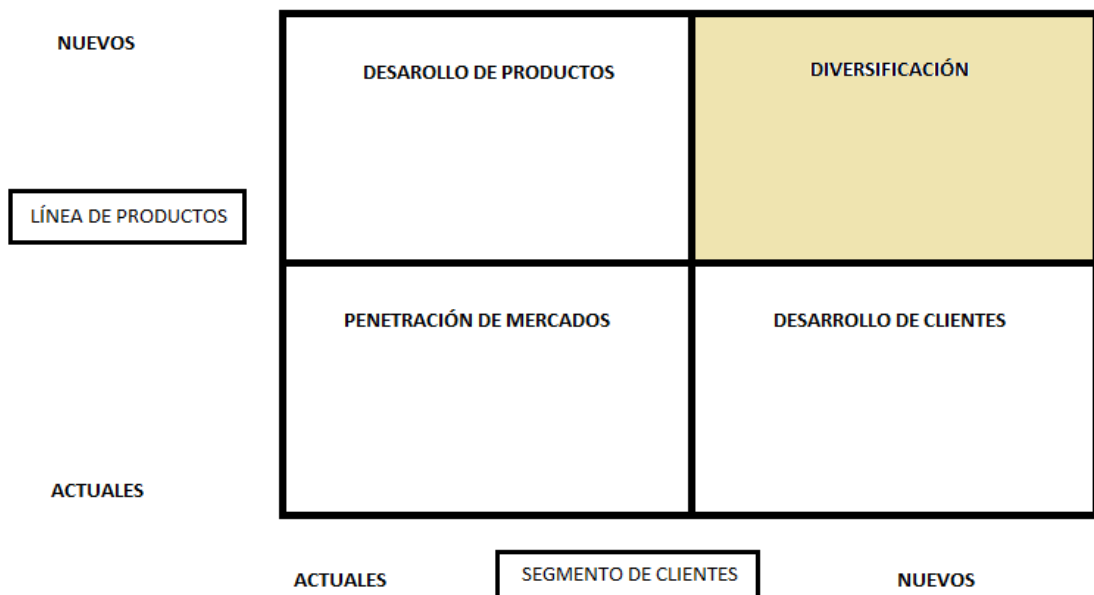 NUEVOS
DESAROLLO DE PRODUCTOS
DIVERSIFICACIÓN
LÍNEA DE PRODUCTOS
PENETRACIÓN DE MERCADOS
DESARROLLO DE CLIENTES
ACTUALES
ACTUALES
SEGMENTO DE CLIENTES
NUEVOS